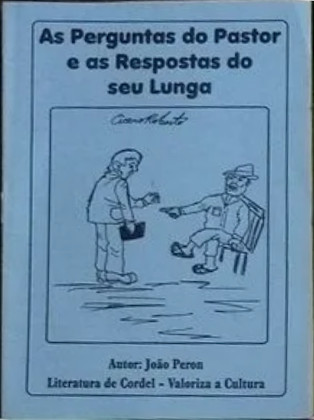 As Perguntas do Pastor
e as Respostas do
seu Lunga
Cicero Roberto
Autor: João Peron
Literatura de Cordel - Valoriza a Cultura